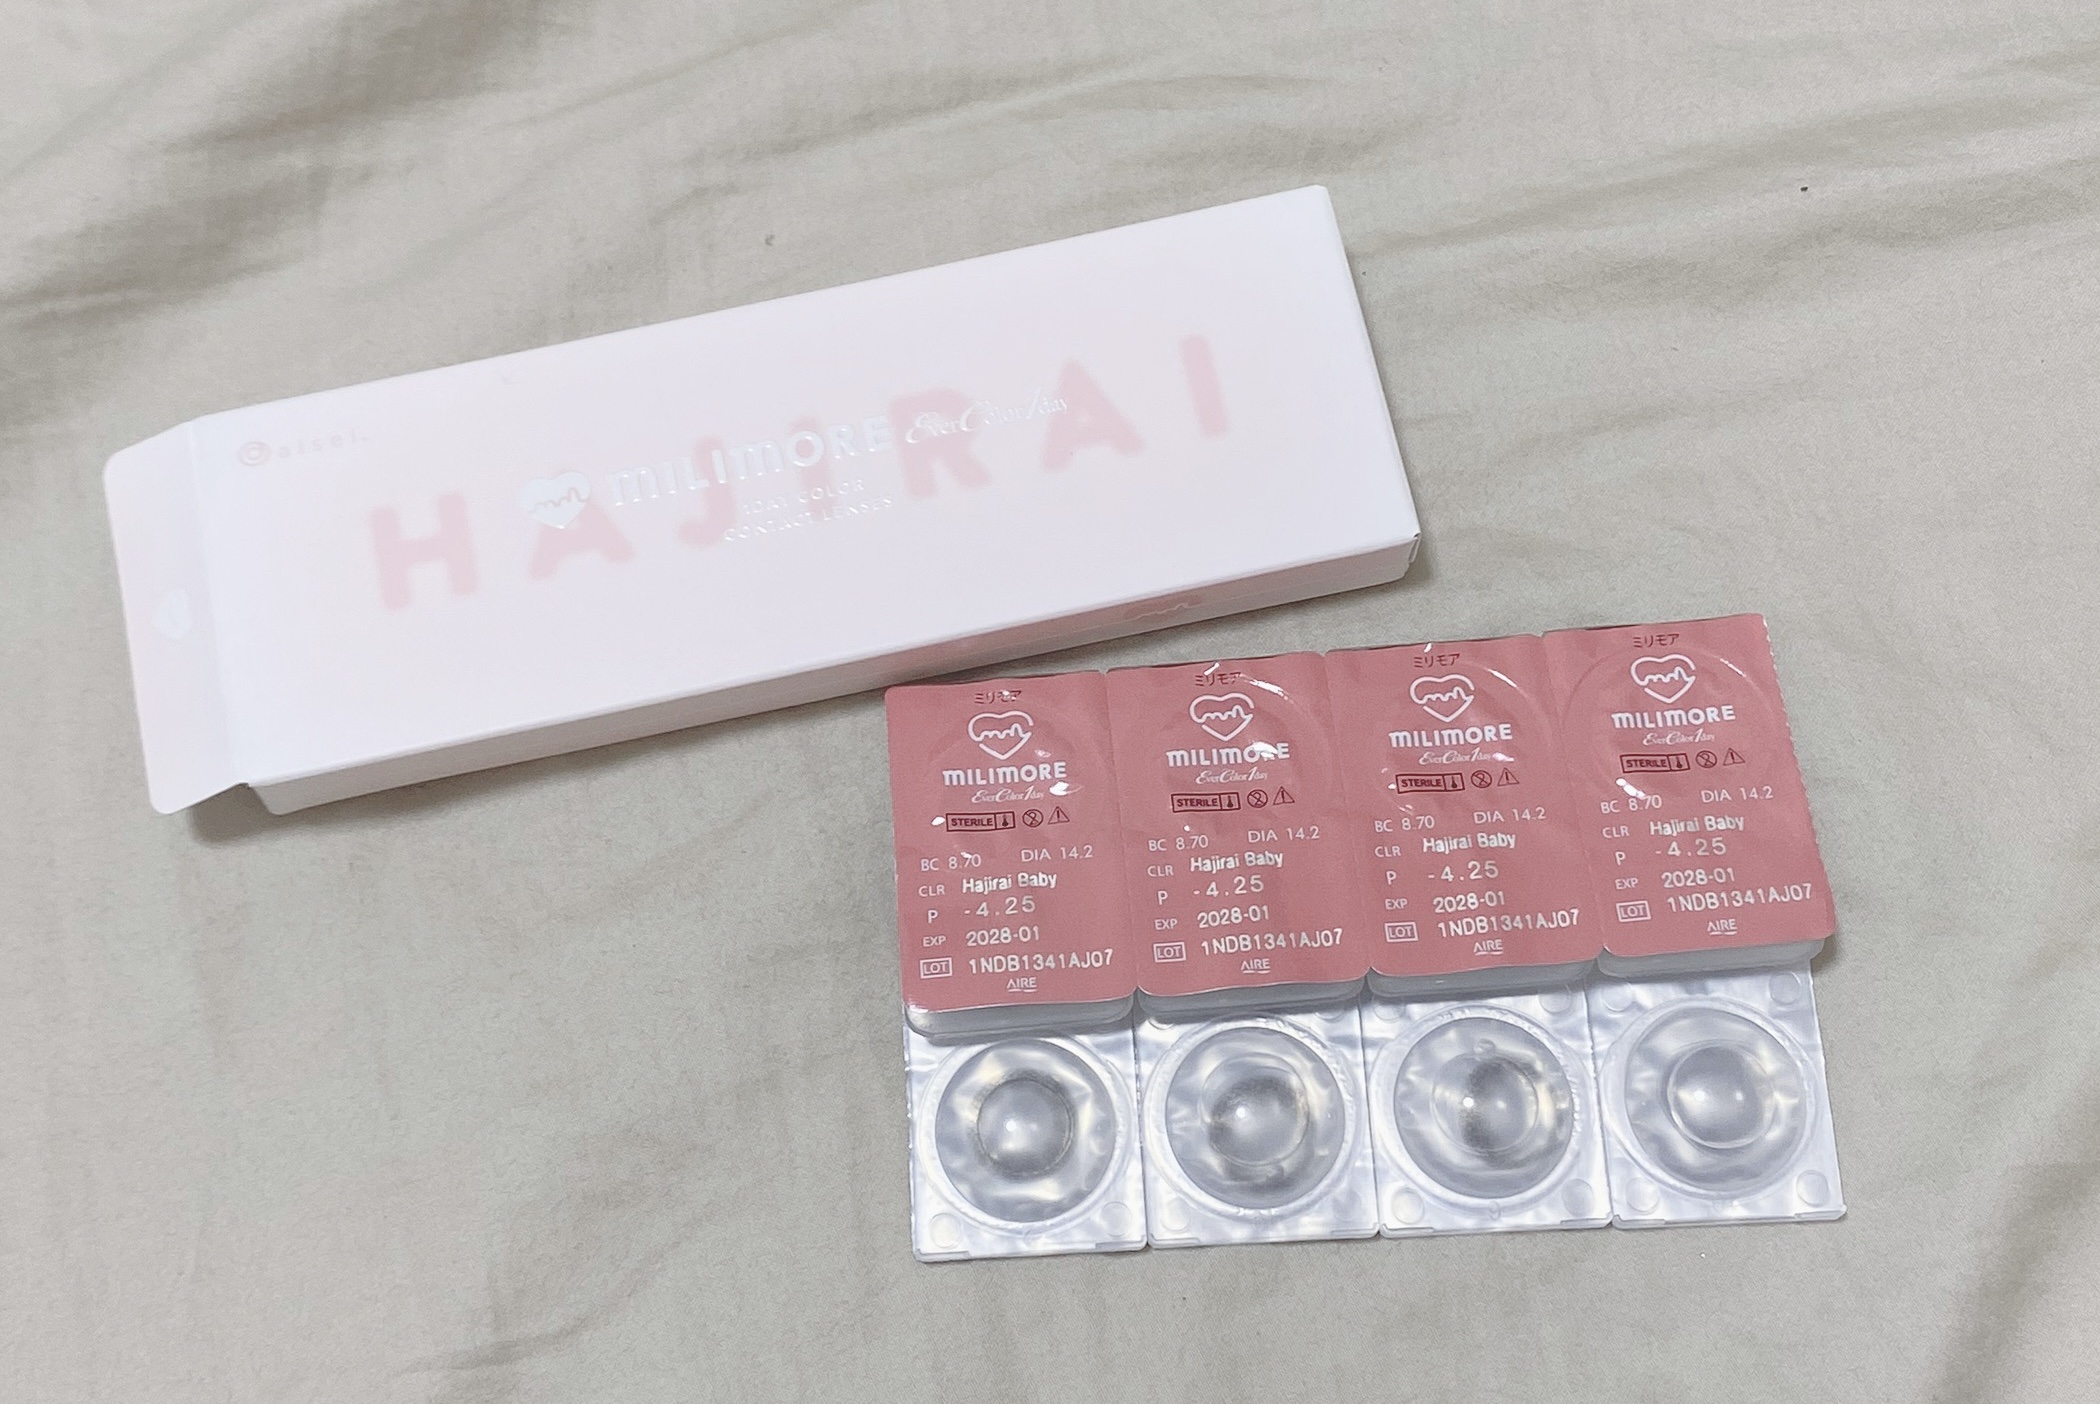 aisei.
HAJIRAI
MILIMORE EverColor1day
1DAY COLOR
CONTACT LENSES
ミリモア
MILIMORE
EverColor1day
STERILE
BC 8.70 DIA 14.2
CLR Hajirai Baby
P -4.25
EXP 2028-01
LOT 1NDB1341AJ07
AIRE
ミリモア
MILIMORE
EverColor1day
STERILE
BC 8.70 DIA 14.2
CLR Hajirai Baby
P -4.25
EXP 2028-01
LOT 1NDB1341AJ07
AIRE
ミリモア
MILIMORE
EverColor1day
STERILE
BC 8.70 DIA 14.2
CLR Hajirai Baby
P -4.25
EXP 2028-01
LOT 1NDB1341AJ07
AIRE
ミリモア
MILIMORE
EverColor1day
STERILE
BC 8.70 DIA 14.2
CLR Hajirai Baby
P -4.25
EXP 2028-01
LOT 1NDB1341AJ07
AIRE